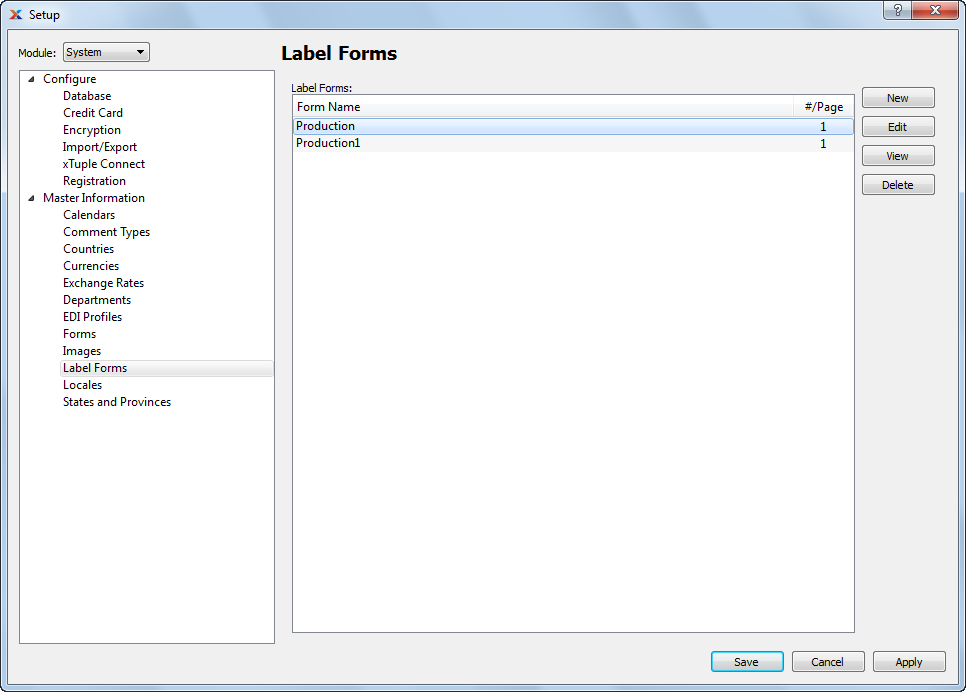 Setup
?
Module: System
Label Forms
Configure
Database
Credit Card
Encryption
Import/Export
xTuple Connect
Registration
Master Information
Calendars
Comment Types
Countries
Currencies
Exchange Rates
Departments
EDI Profiles
Forms
Images
Label Forms
Locales
States and Provinces
Label Forms:
Form Name #/Page
Production 1
Production1 1
New
Edit
View
Delete
Save Cancel Apply